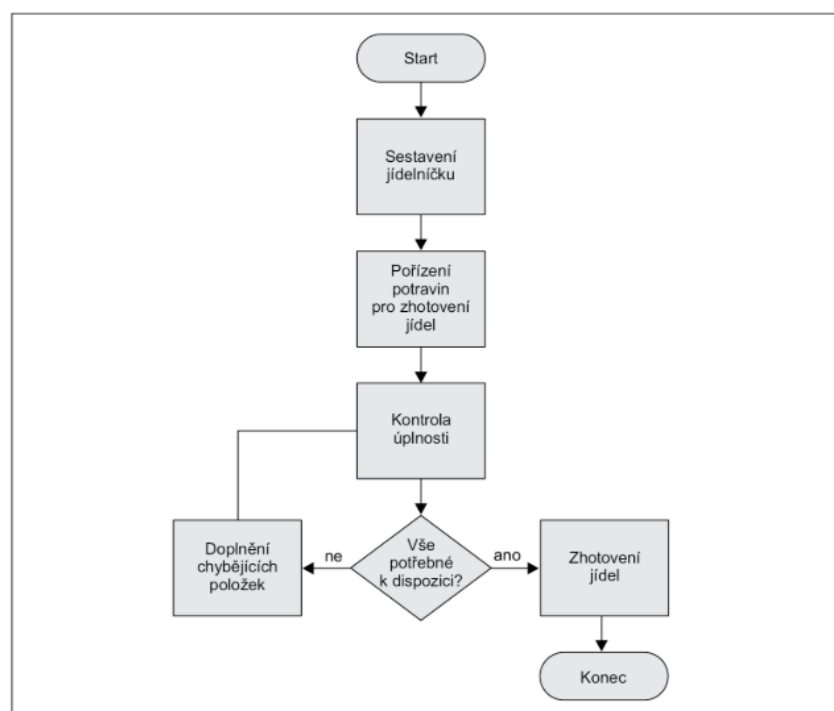 Start
Sestavení
jídelníčku
Pořízení
potravin
pro zhotovení
jídel
Kontrola
úplnosti
Doplnění
chybějících
položek
ne
Vše
potřebné
k dispozici?
ano
Zhotovení
jídel
Konec